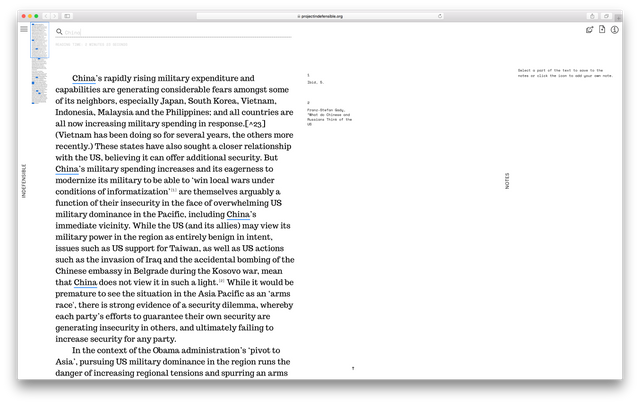 projectindefensible.org
China
China's rapidly rising military expenditure and
capabilities are generating considerable fears amongst some
of its neighbors, especially Japan, South Korea, Vietnam,
Indonesia, Malaysia and the Philippines; and all countries are
all now increasing military spending in response.[^23]
(Vietnam has been doing so for several years, the others more
recently.) These states have also sought a closer relationship
with the US, believing it can offer additional security. But
China's military spending increases and its eagerness to
modernize its military to be able to 'win local wars under
conditions of informatization'[1] are themselves arguably a
function of their insecurity in the face of overwhelming US
military dominance in the Pacific, including China's
immediate vicinity. While the US (and its allies) may view its
military power in the region as entirely benign in intent,
issues such as US support for Taiwan, as well as US actions
such as the invasion of Iraq and the accidental bombing of the
Chinese embassy in Belgrade during the Kosovo war, mean
that China does not view it in such a light.[2] While it would be
premature to see the situation in the Asia Pacific as an 'arms
race', there is strong evidence of a security dilemma, whereby
each party's efforts to guarantee their own security are
generating insecurity in others, and ultimately failing to
increase security for any party.
In the context of the Obama administration's 'pivot to
Asia', pursuing US military dominance in the region runs the
danger of increasing regional tensions and spurring an arms
1
Ibid, 5.
2
Franz-Stefan Gady,
"What do Chinese and
Russians Think of the
US
Select a part of the text to save to the
notes or click the icon to add your own note.
INDEFENSIBLE
NOTES